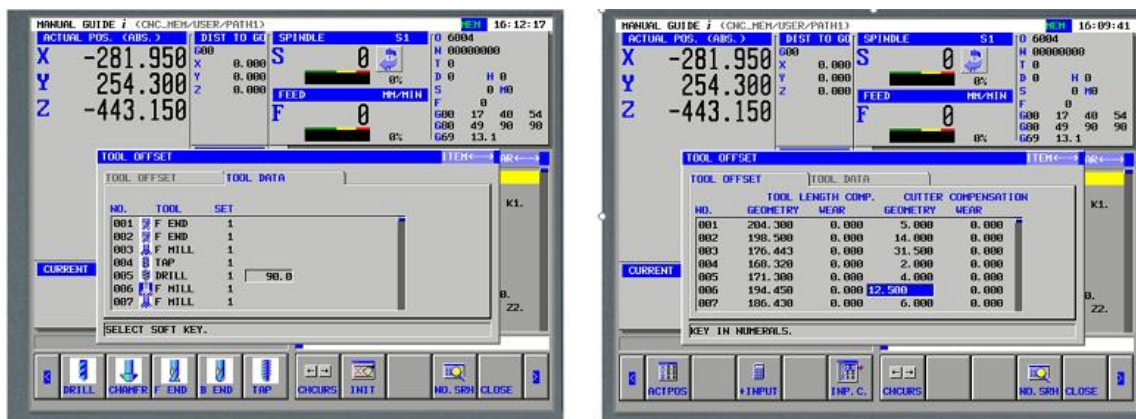 MANUAL GUIDE i (CNC_MEM/USER/PATH1) MEM 16:12:17
ACTUAL POS. (ABS.) DIST TO GO SPINDLE S1 O 6004
X -281.950 G00 S 0 N 00000000
X 0.000 T 0
Y 254.300 Y 0.000 0% D 0 H 0
Z 0.000 FEED MM/MIN S 0 M0
Z -443.150 F 0 F 0
G00 17 40 54
G80 49 90 98
0% G69 13.1
TOOL OFFSET ITEM
TOOL OFFSET TOOL DATA
NO. TOOL SET
001 F END 1
002 F END 1
003 F MILL 1
004 TAP 1
005 DRILL 1 90.0
006 F MILL 1
007 F MILL 1
K1.
CURRENT
Z2.
SELECT SOFT KEY.
DRILL CHAMFR F END B END TAP CHCURS INIT NO.SRH CLOSE
MANUAL GUIDE i (CNC_MEM/USER/PATH1) MEM 16:09:41
ACTUAL POS. (ABS.) DIST TO GO SPINDLE S1 O 6004
X -281.950 G00 S 0 N 00000000
X 0.000 T 0
Y 254.300 Y 0.000 0% D 0 H 0
Z 0.000 FEED MM/MIN S 0 M0
Z -443.150 F 0 F 0
G00 17 40 54
G80 49 90 98
0% G69 13.1
TOOL OFFSET ITEM
TOOL OFFSET TOOL DATA
TOOL LENGTH COMP. CUTTER COMPENSATION
NO. GEOMETRY WEAR GEOMETRY WEAR
001 204.300 0.000 5.000 0.000
002 198.500 0.000 14.000 0.000
003 176.443 0.000 31.500 0.000
004 168.320 0.000 2.000 0.000
005 171.300 0.000 4.000 0.000
006 194.450 0.000 12.500 0.000
007 186.430 0.000 6.000 0.000
K1.
CURRENT
Z2.
KEY IN NUMERALS.
ACTPOS +INPUT INP.C. CHCURS NO.SRH CLOSE